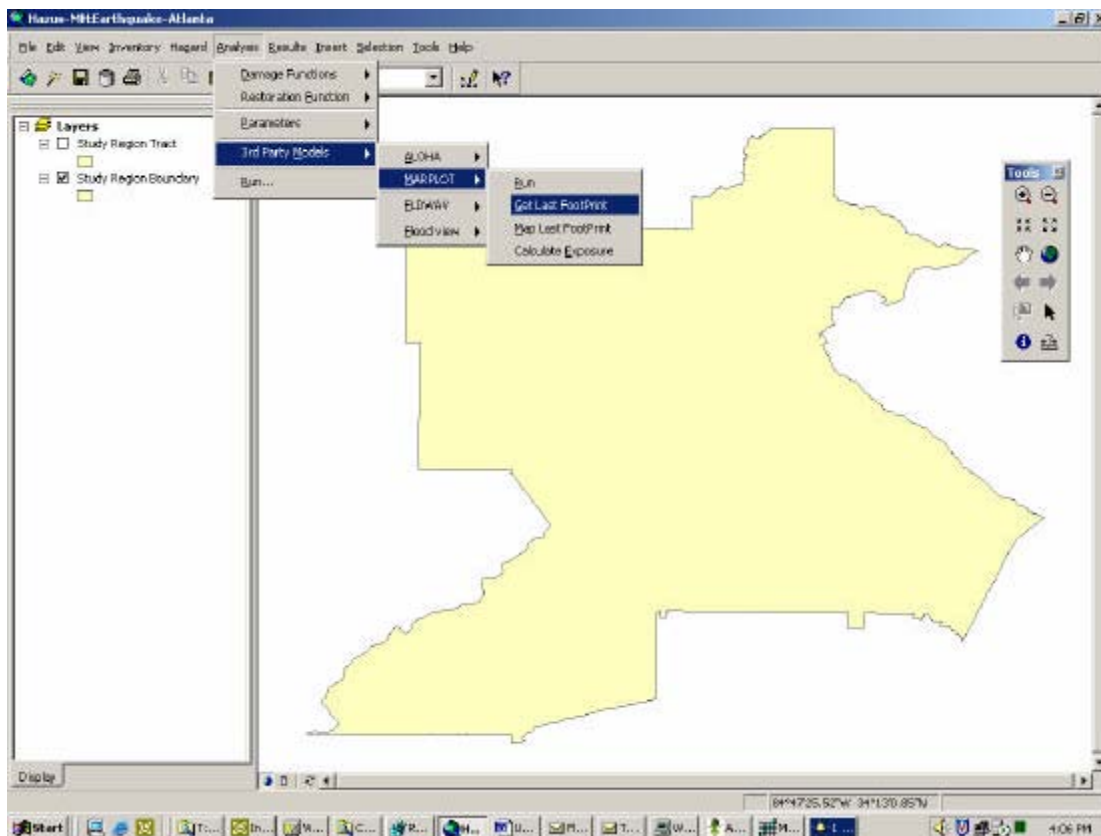 Hazus-MH:Earthquake-Atlanta
File Edit View Inventory Hazard Analysis Results Insert Selection Tools Help
Damage Functions
Restoration Function
Parameters
3rd Party Models
Run...
ALOHA
MARPLOT
FLDWAV
Flood view
Run
Get Last FootPrint
Map Last FootPrint
Calculate Exposure
Layers
Study Region Tract
Study Region Boundary
Tools
Display
Start
4:06 PM